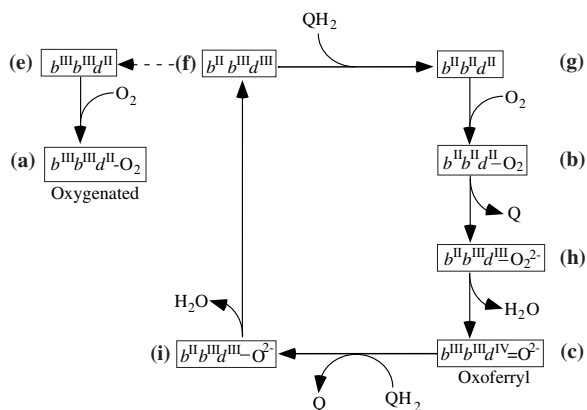 QH₂
(e) bᴵᴵᴵbᴵᴵᴵdᴵᴵ (f) bᴵᴵ bᴵᴵᴵdᴵᴵᴵ bᴵᴵbᴵᴵdᴵᴵ (g)
O₂ O₂
(a) bᴵᴵᴵbᴵᴵᴵdᴵᴵ-O₂ bᴵᴵbᴵᴵdᴵᴵ–O₂ (b)
Oxygenated
Q
bᴵᴵbᴵᴵᴵdᴵᴵᴵ–O₂²⁻ (h)
H₂O H₂O
(i) bᴵᴵbᴵᴵᴵdᴵᴵᴵ–O²⁻ bᴵᴵᴵbᴵᴵᴵdᴵⱽ=O²⁻ (c)
Oxoferryl
Q QH₂